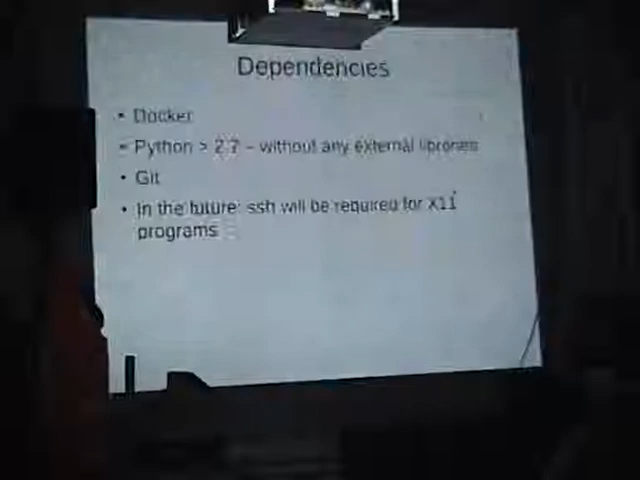 Dependencies
• Docker
• Python > 2.7 – without any external libraries
• Git
• In the future: ssh will be required for X11
programs